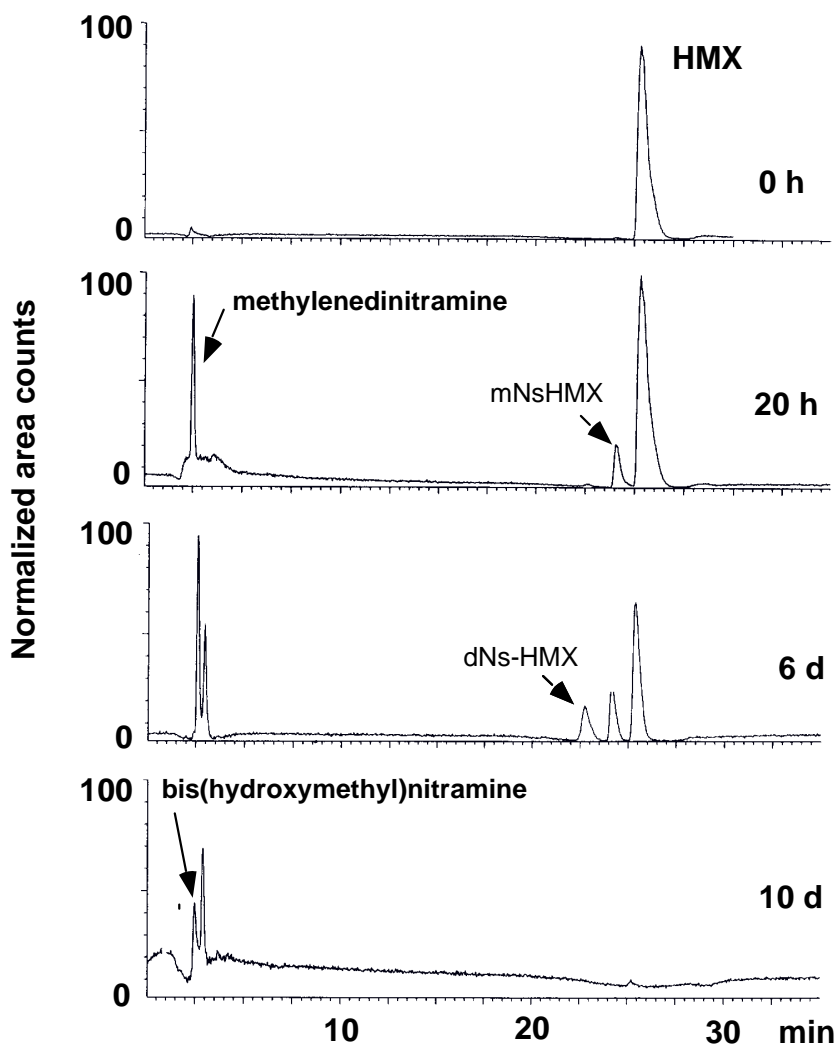 100
HMX
0 h
0
100
methylenedinitramine
mNsHMX
20 h
0
Normalized area counts
100
dNs-HMX
6 d
0
100
bis(hydroxymethyl)nitramine
10 d
0
10 20 30 min